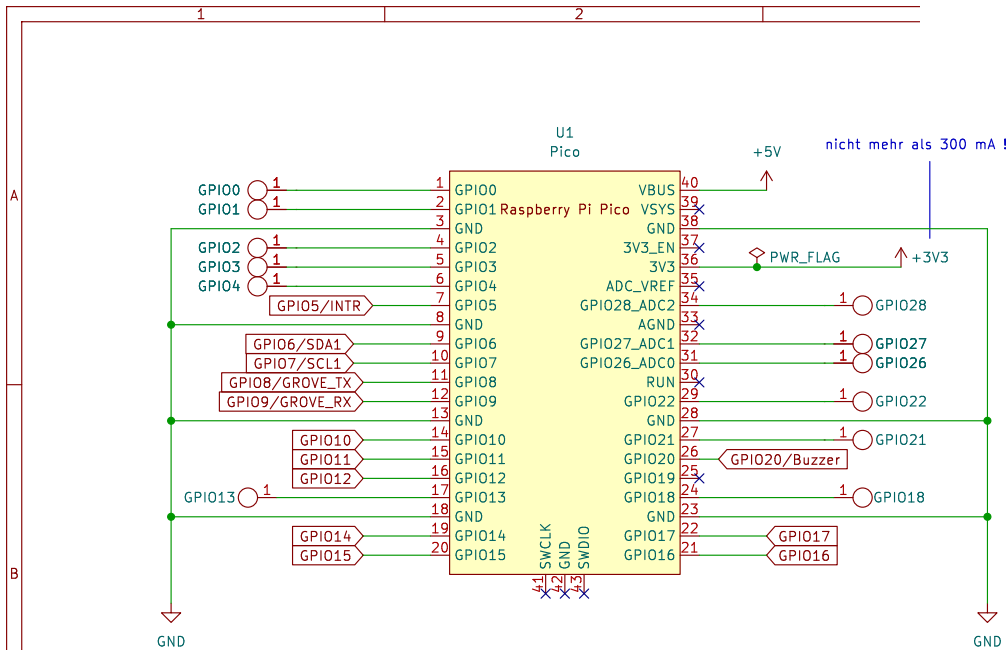 1 2
A
B
U1
Pico
nicht mehr als 300 mA !
+5V
Raspberry Pi Pico
GPIO0 1 1 GPIO0 VBUS 40
GPIO1 1 2 GPIO1 VSYS 39
3 GND GND 38
GPIO2 1 4 GPIO2 3V3_EN 37
GPIO3 1 5 GPIO3 3V3 36 PWR_FLAG +3V3
GPIO4 1 6 GPIO4 ADC_VREF 35
GPIO5/INTR 7 GPIO5 GPIO28_ADC2 34 1 GPIO28
8 GND AGND 33
GPIO6/SDA1 9 GPIO6 GPIO27_ADC1 32 1 GPIO27
GPIO7/SCL1 10 GPIO7 GPIO26_ADC0 31 1 GPIO26
GPIO8/GROVE_TX 11 GPIO8 RUN 30
GPIO9/GROVE_RX 12 GPIO9 GPIO22 29 1 GPIO22
13 GND GND 28
GPIO10 14 GPIO10 GPIO21 27 1 GPIO21
GPIO11 15 GPIO11 GPIO20 26 GPIO20/Buzzer
GPIO12 16 GPIO12 GPIO19 25
GPIO13 1 17 GPIO13 GPIO18 24 1 GPIO18
18 GND GND 23
GPIO14 19 GPIO14 GPIO17 22 GPIO17
GPIO15 20 GPIO15 GPIO16 21 GPIO16
SWCLK GND SWDIO
41 42 43
GND GND